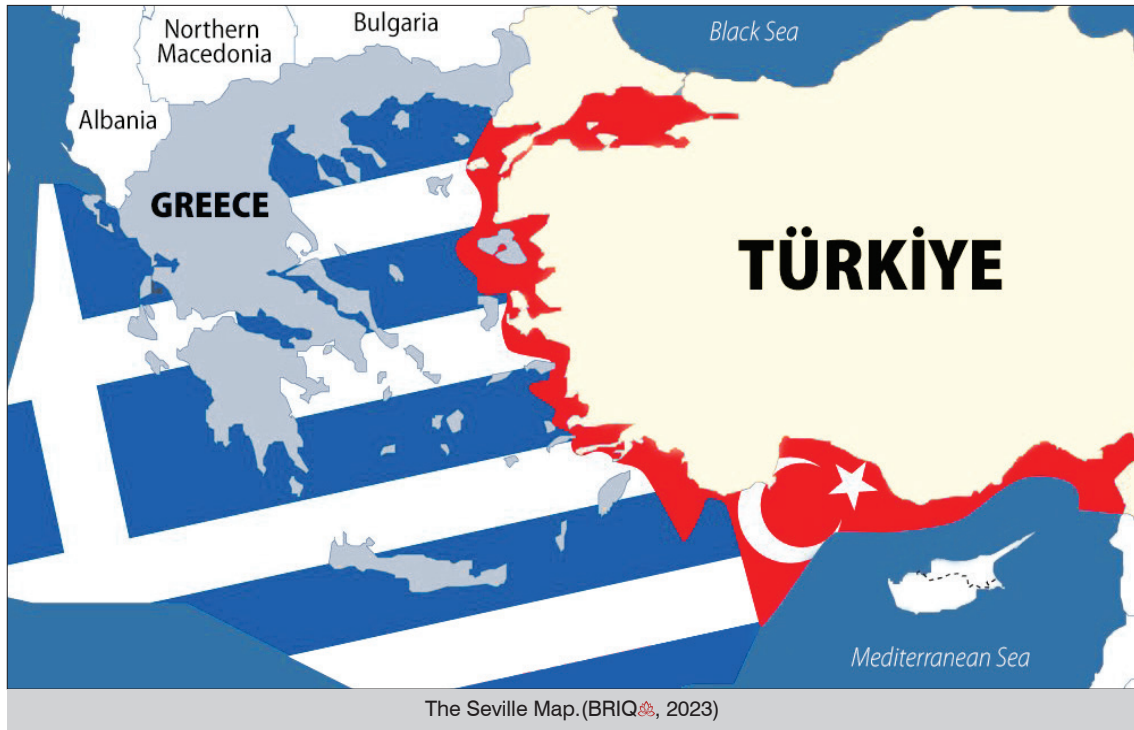 Northern
Macedonia
Bulgaria
Black Sea
Albania
GREECE
TÜRKİYE
Mediterranean Sea
The Seville Map.(BRIQ, 2023)